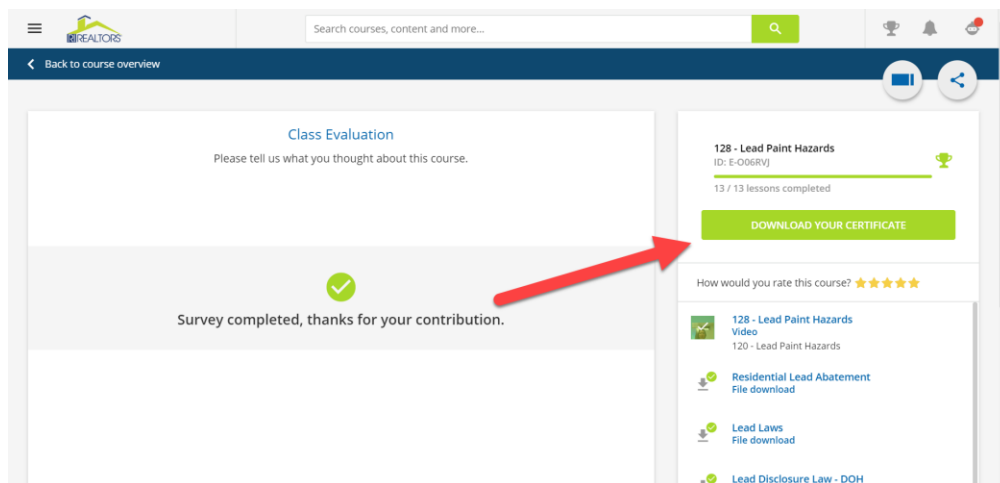 REALTORS
Search courses, content and more...
Back to course overview
Class Evaluation
Please tell us what you thought about this course.
Survey completed, thanks for your contribution.
128 - Lead Paint Hazards
ID: E-O06RVJ
13 / 13 lessons completed
DOWNLOAD YOUR CERTIFICATE
How would you rate this course?
128 - Lead Paint Hazards
Video
120 - Lead Paint Hazards
Residential Lead Abatement
File download
Lead Laws
File download
Lead Disclosure Law - DOH